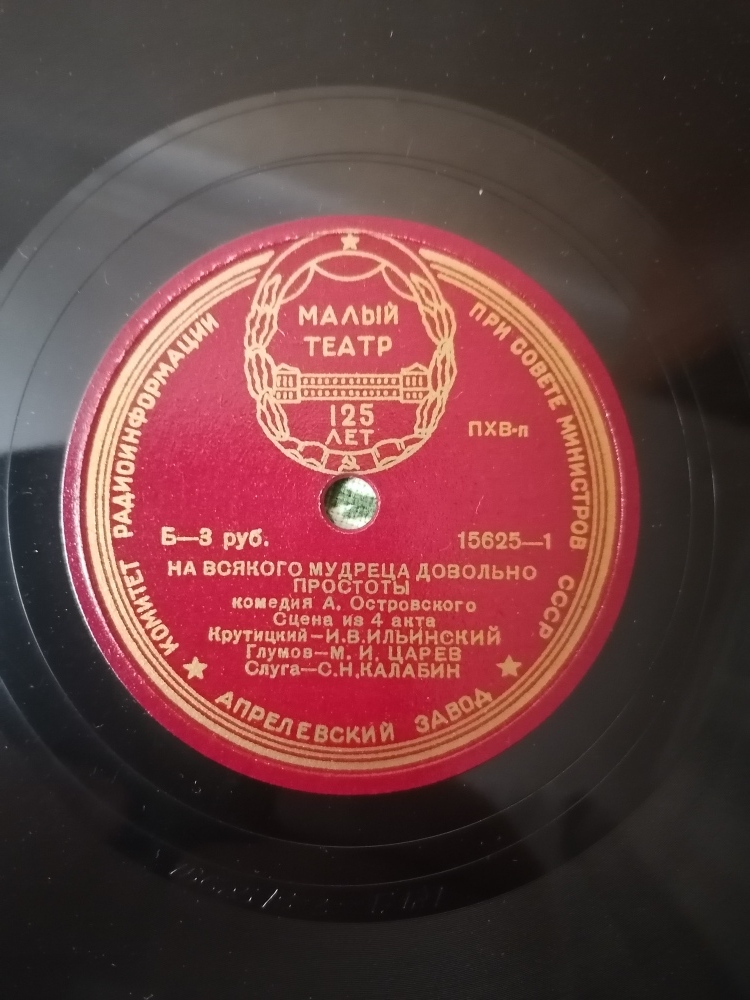 МАЛЫЙ
ТЕАТР
125
ЛЕТ
КОМИТЕТ РАДИОИНФОРМАЦИИ ПРИ СОВЕТЕ МИНИСТРОВ СССР
ПХВ-п
Б—3 руб. 15625—1
НА ВСЯКОГО МУДРЕЦА ДОВОЛЬНО
ПРОСТОТЫ
комедия А. Островского
Сцена из 4 акта
Крутицкий—И.В.ИЛЬИНСКИЙ
Глумов—М. И. ЦАРЕВ
Слуга—С.Н.КАЛАБИН
АПРЕЛЕВСКИЙ ЗАВОД